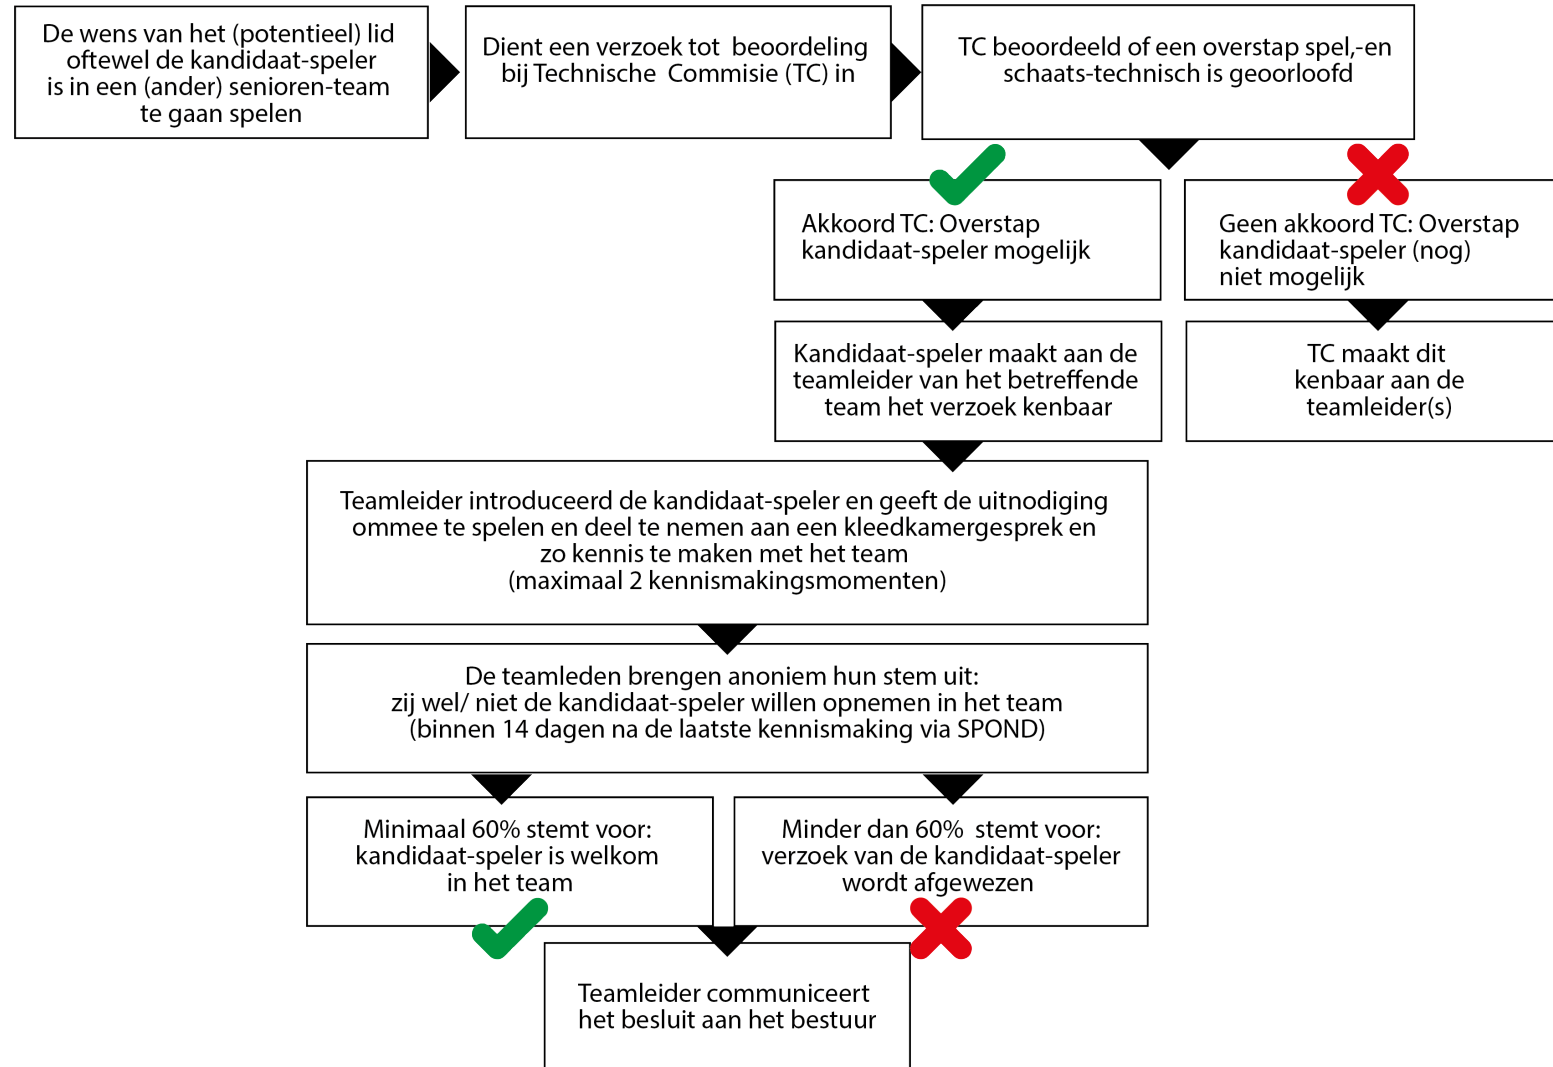 De wens van het (potentieel) lid
oftewel de kandidaat-speler
is in een (ander) senioren-team
te gaan spelen
Dient een verzoek tot beoordeling
bij Technische Commisie (TC) in
TC beoordeeld of een overstap spel,-en
schaats-technisch is geoorloofd
Akkoord TC: Overstap
kandidaat-speler mogelijk
Geen akkoord TC: Overstap
kandidaat-speler (nog)
niet mogelijk
Kandidaat-speler maakt aan de
teamleider van het betreffende
team het verzoek kenbaar
TC maakt dit
kenbaar aan de
teamleider(s)
Teamleider introduceerd de kandidaat-speler en geeft de uitnodiging
ommee te spelen en deel te nemen aan een kleedkamergesprek en
zo kennis te maken met het team
(maximaal 2 kennismakingsmomenten)
De teamleden brengen anoniem hun stem uit:
zij wel/ niet de kandidaat-speler willen opnemen in het team
(binnen 14 dagen na de laatste kennismaking via SPOND)
Minimaal 60% stemt voor:
kandidaat-speler is welkom
in het team
Minder dan 60% stemt voor:
verzoek van de kandidaat-speler
wordt afgewezen
Teamleider communiceert
het besluit aan het bestuur